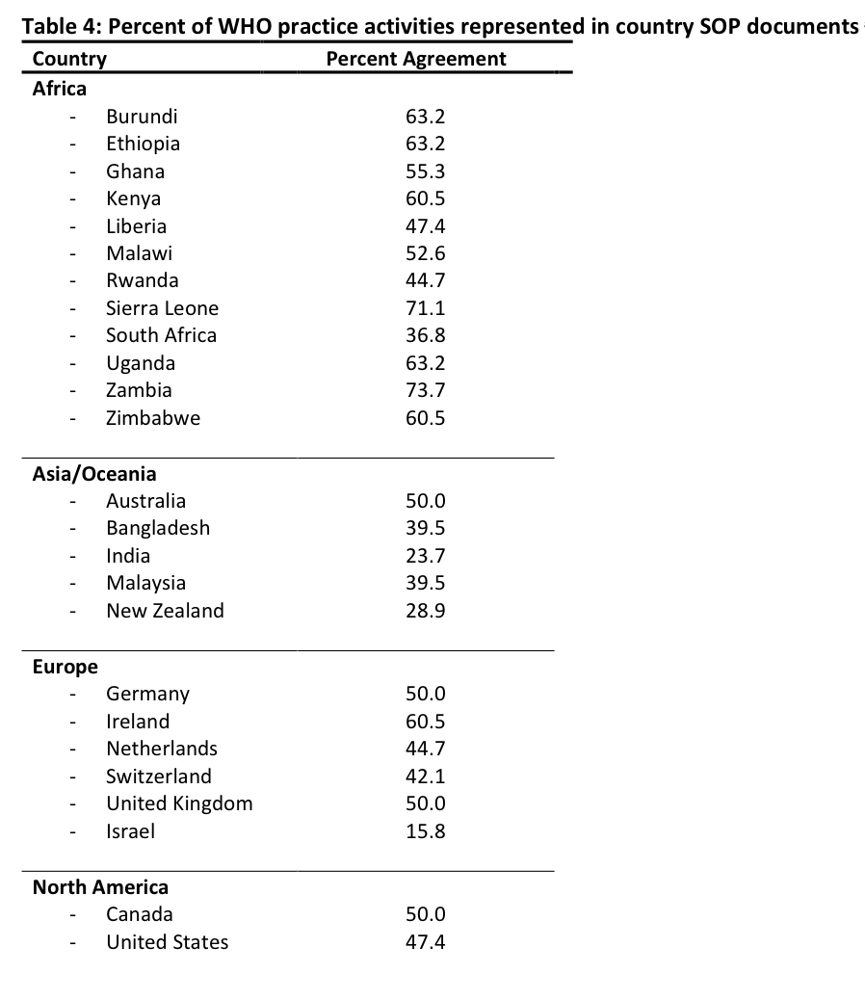 Table 4: Percent of WHO practice activities represented in country SOP documents
Country Percent Agreement
Africa
- Burundi 63.2
- Ethiopia 63.2
- Ghana 55.3
- Kenya 60.5
- Liberia 47.4
- Malawi 52.6
- Rwanda 44.7
- Sierra Leone 71.1
- South Africa 36.8
- Uganda 63.2
- Zambia 73.7
- Zimbabwe 60.5
Asia/Oceania
- Australia 50.0
- Bangladesh 39.5
- India 23.7
- Malaysia 39.5
- New Zealand 28.9
Europe
- Germany 50.0
- Ireland 60.5
- Netherlands 44.7
- Switzerland 42.1
- United Kingdom 50.0
- Israel 15.8
North America
- Canada 50.0
- United States 47.4